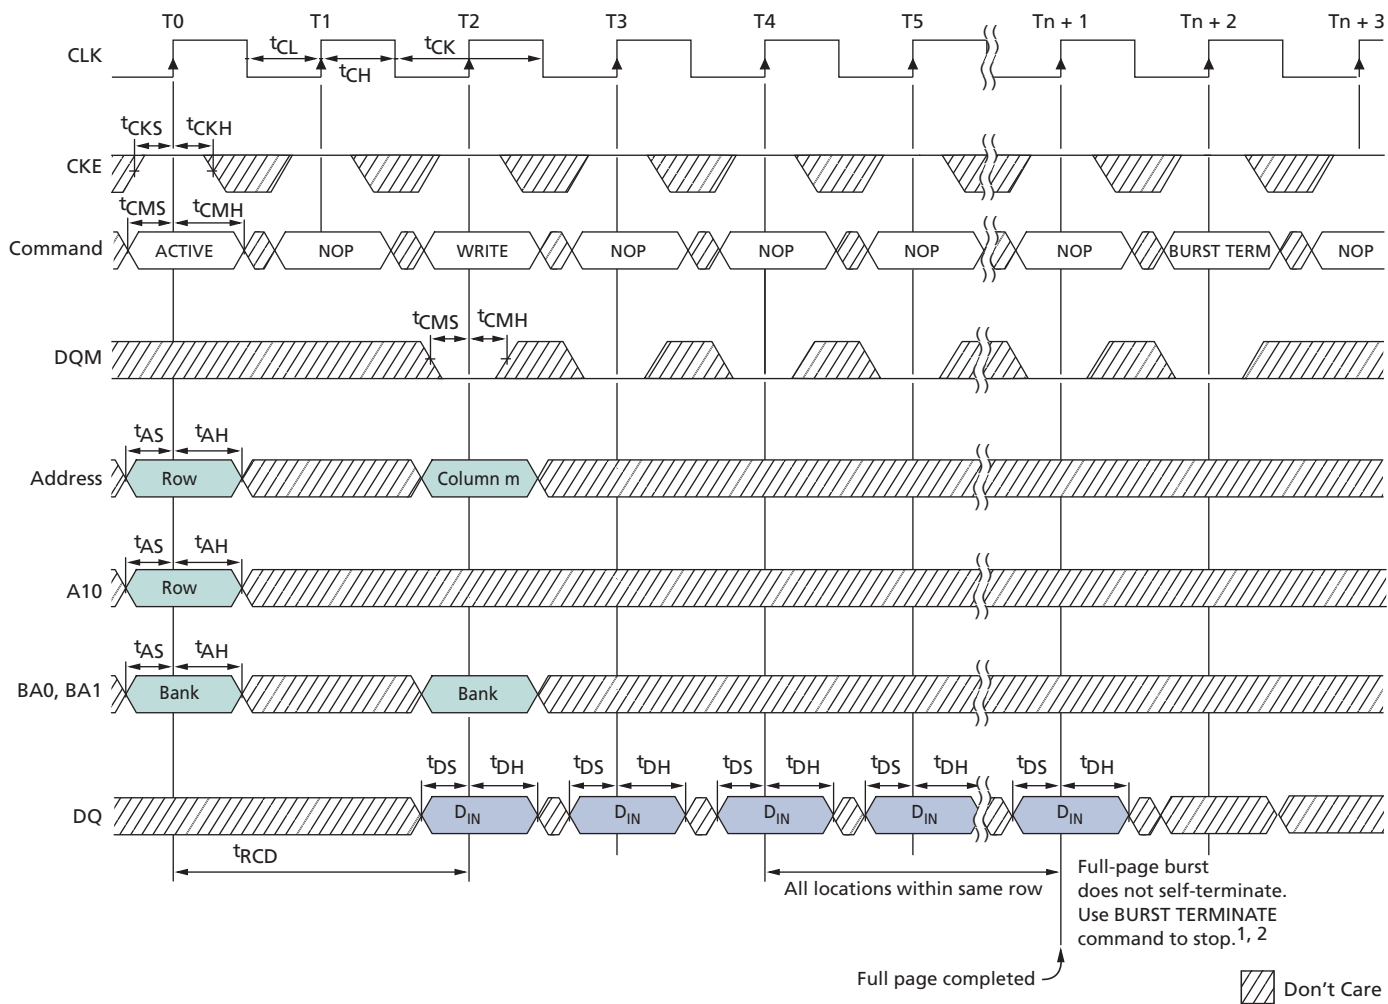 T0 T1 T2 T3 T4 T5 Tn + 1 Tn + 2 Tn + 3
CLK tCL tCH tCK
tCKS tCKH
CKE
tCMS tCMH
Command ACTIVE NOP WRITE NOP NOP NOP NOP BURST TERM NOP
tCMS tCMH
DQM
tAS tAH
Address Row Column m
tAS tAH
A10 Row
tAS tAH
BA0, BA1 Bank Bank
tDS tDH tDS tDH tDS tDH tDS tDH tDS tDH
DQ DIN DIN DIN DIN DIN
tRCD
All locations within same row
Full-page burst
does not self-terminate.
Use BURST TERMINATE
command to stop.1, 2
Full page completed
Don't Care